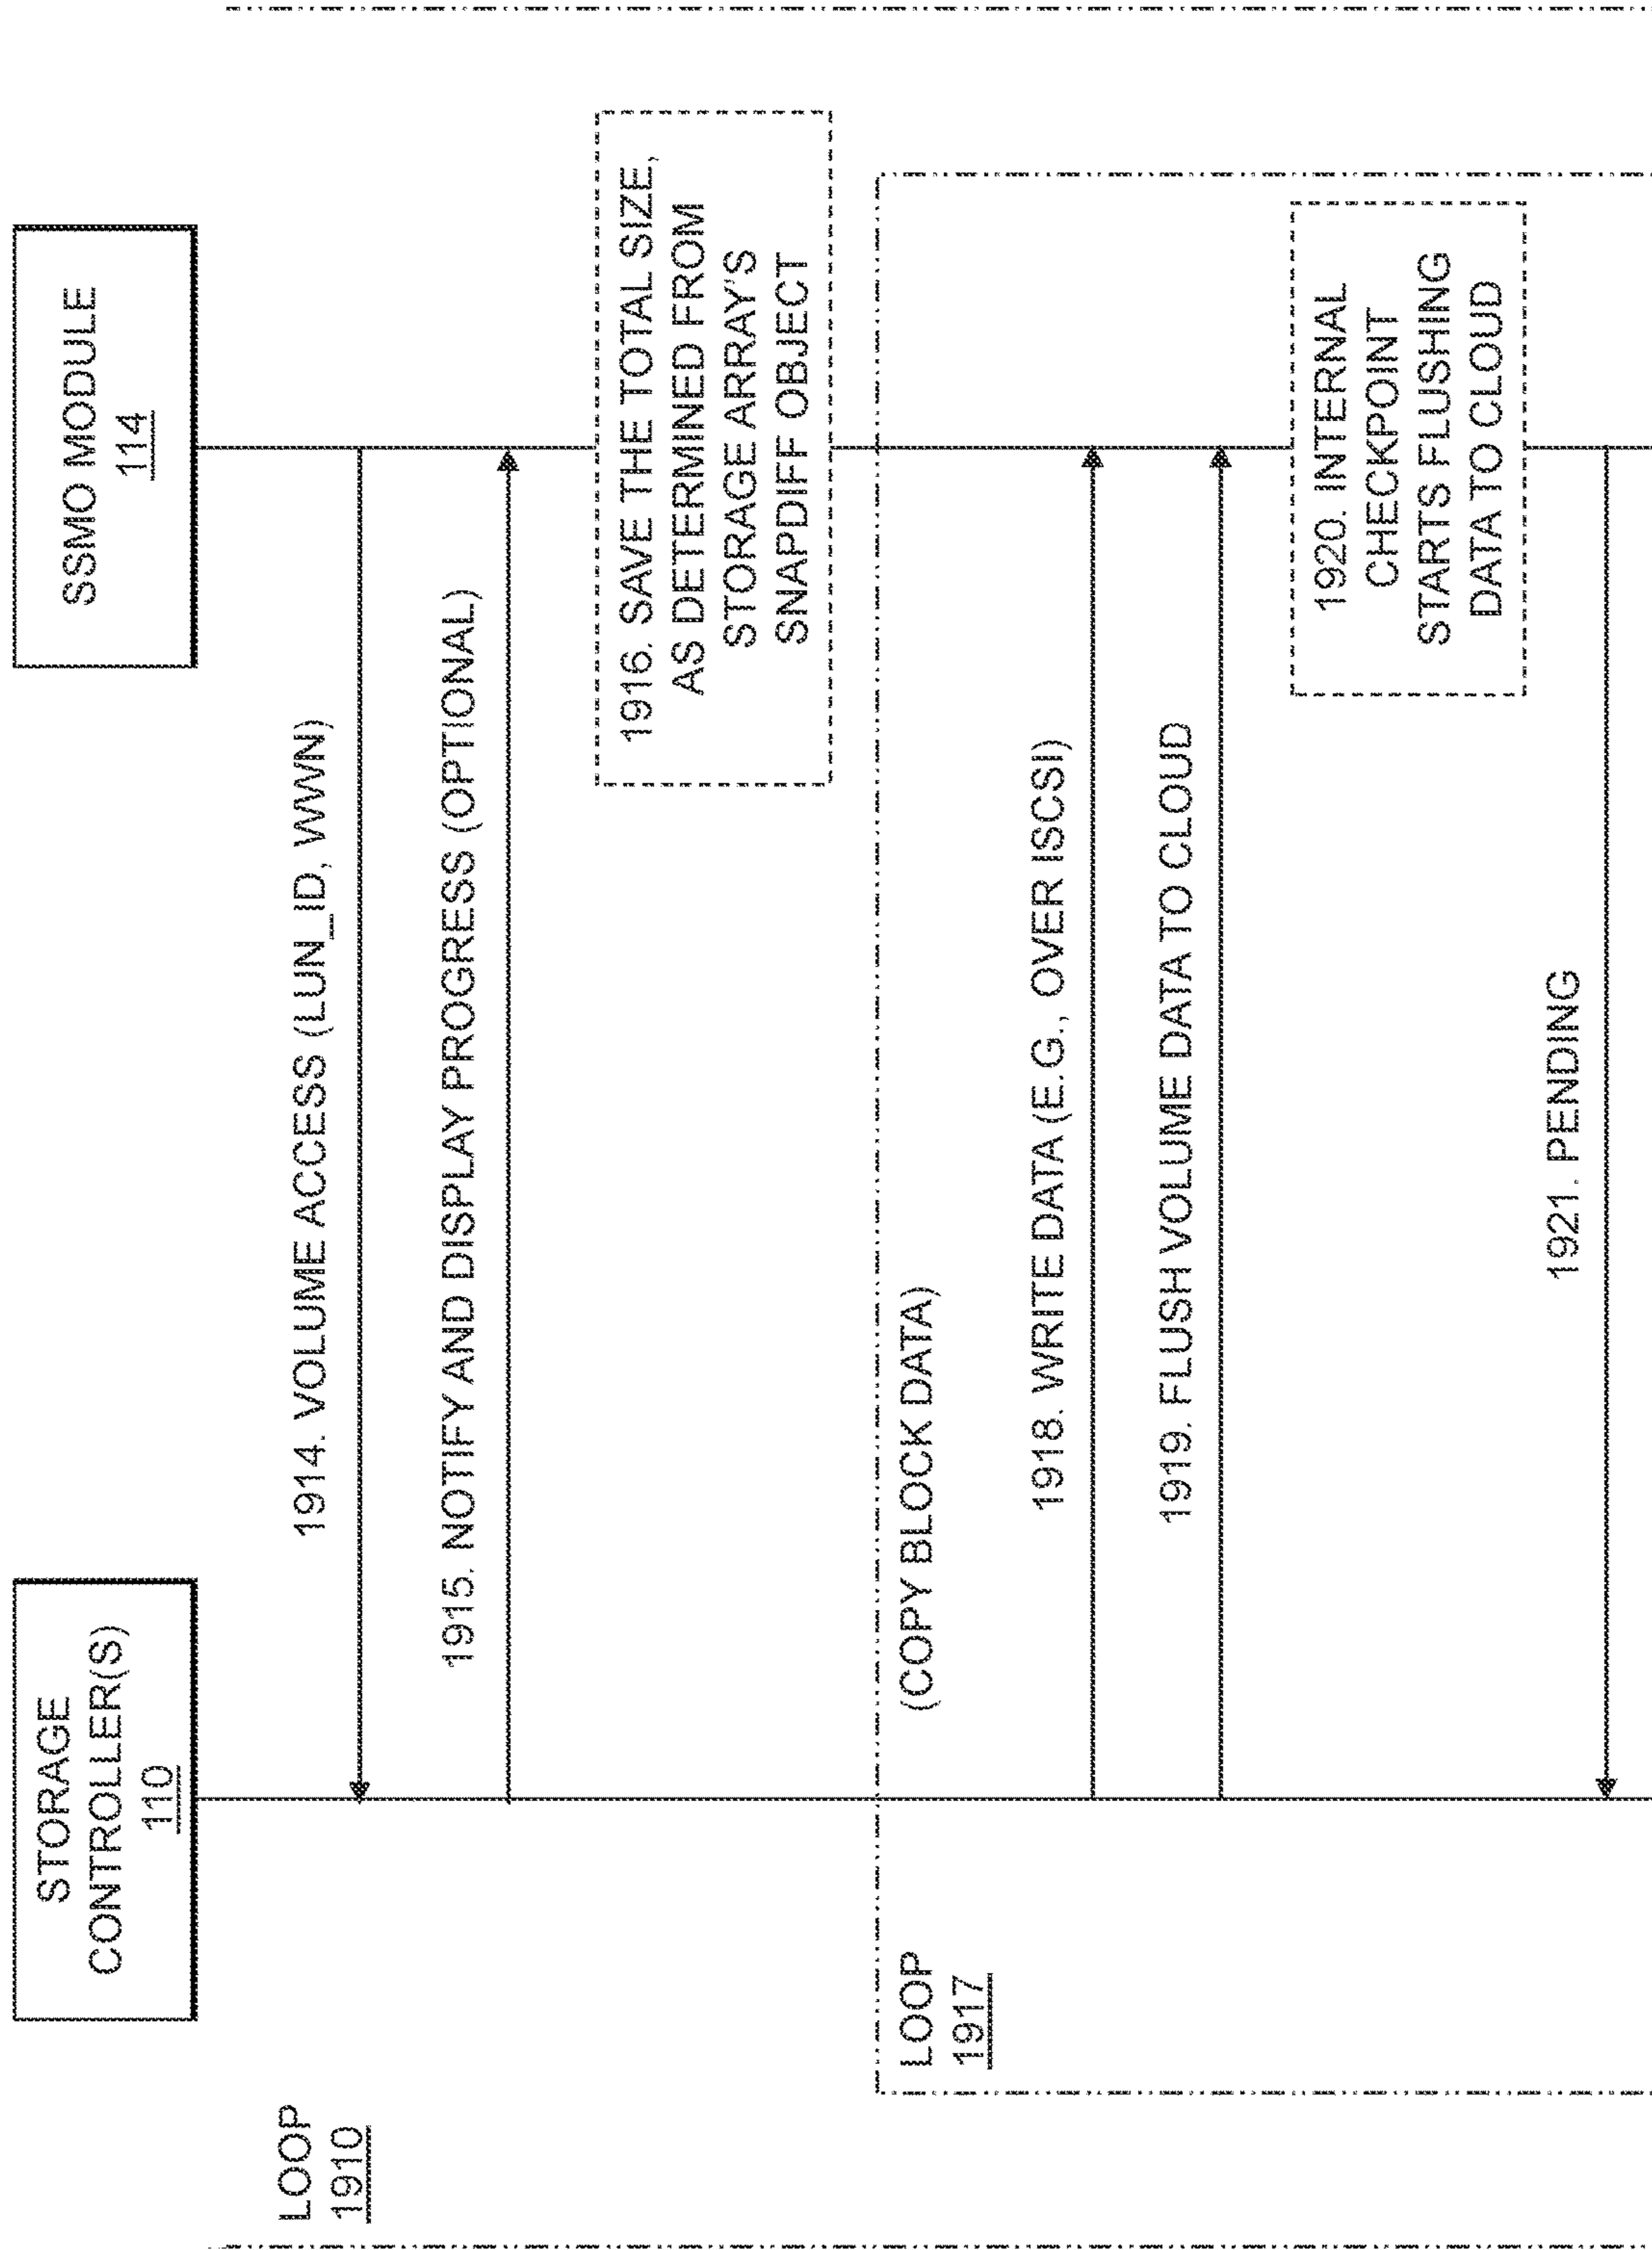 STORAGE
CONTROLLER(S)
110
SSMO MODULE
114
LOOP
1910
1914. VOLUME ACCESS (LUN_ID, WWN)
1915. NOTIFY AND DISPLAY PROGRESS (OPTIONAL)
1916. SAVE THE TOTAL SIZE,
AS DETERMINED FROM
STORAGE ARRAY'S
SNAPDIFF OBJECT
LOOP
1917
(COPY BLOCK DATA)
1918. WRITE DATA (E.G., OVER ISCSI)
1919. FLUSH VOLUME DATA TO CLOUD
1920. INTERNAL
CHECKPOINT
STARTS FLUSHING
DATA TO CLOUD
1921. PENDING